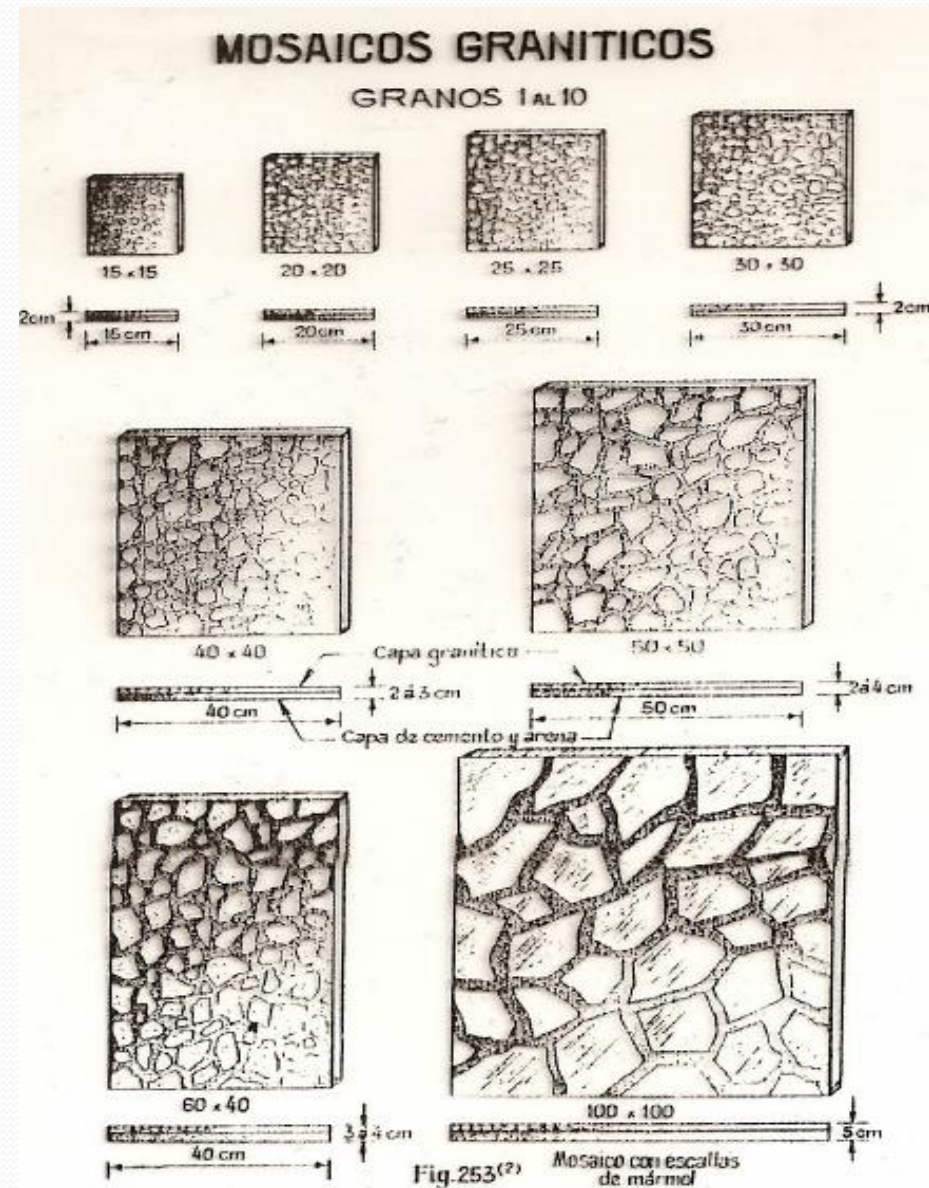 MOSAICOS GRANITICOS
GRANOS 1 AL 10
15 x 15
20 x 20
25 x 25
30 x 30
2cm
15 cm
20cm
25 cm
30 cm
2cm
40 x 40
50 x 50
Capa granítica
2 á 3 cm
2 á 4 cm
40 cm
50 cm
Capa de cemento y arena
60 x 40
100 x 100
3 á 4 cm
5 cm
40 cm
Fig. 253(2)
Mosaico con escallas
de mármol